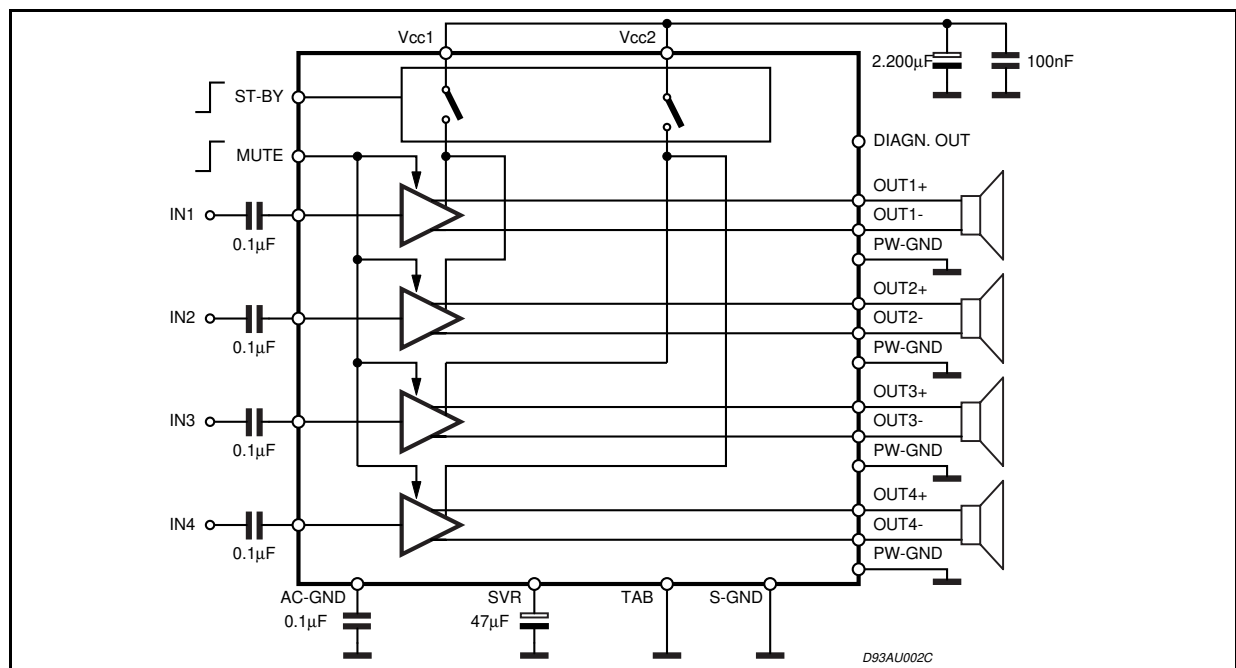 Vcc1
Vcc2
2.200µF
100nF
ST-BY
DIAGN. OUT
MUTE
OUT1+
IN1
OUT1-
0.1µF
PW-GND
OUT2+
IN2
OUT2-
0.1µF
PW-GND
OUT3+
IN3
OUT3-
0.1µF
PW-GND
OUT4+
IN4
OUT4-
0.1µF
PW-GND
AC-GND
SVR
TAB
S-GND
0.1µF
47µF
D93AU002C